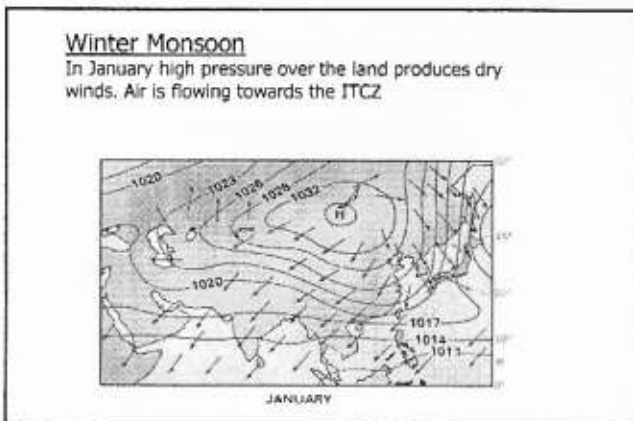 Winter Monsoon
In January high pressure over the land produces dry
winds. Air is flowing towards the ITCZ
1020
1023
1026
1028
1032
H
1020
1017
1014
1011
JANUARY